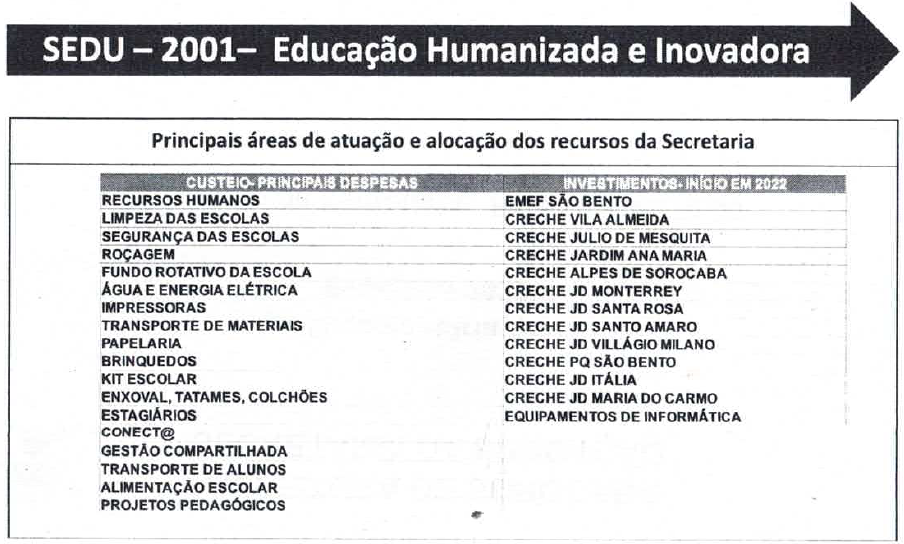 SEDU – 2001– Educação Humanizada e Inovadora
Principais áreas de atuação e alocação dos recursos da Secretaria
CUSTEIO- PRINCIPAIS DESPESAS INVESTIMENTOS- INÍCIO EM 2022
RECURSOS HUMANOS EMEF SÃO BENTO
LIMPEZA DAS ESCOLAS CRECHE VILA ALMEIDA
SEGURANÇA DAS ESCOLAS CRECHE JULIO DE MESQUITA
ROÇAGEM CRECHE JARDIM ANA MARIA
FUNDO ROTATIVO DA ESCOLA CRECHE ALPES DE SOROCABA
ÁGUA E ENERGIA ELÉTRICA CRECHE JD MONTERREY
IMPRESSORAS CRECHE JD SANTA ROSA
TRANSPORTE DE MATERIAIS CRECHE JD SANTO AMARO
PAPELARIA CRECHE JD VILLÁGIO MILANO
BRINQUEDOS CRECHE PQ SÃO BENTO
KIT ESCOLAR CRECHE JD ITÁLIA
ENXOVAL, TATAMES, COLCHÕES CRECHE JD MARIA DO CARMO
ESTAGIÁRIOS EQUIPAMENTOS DE INFORMÁTICA
CONECT@
GESTÃO COMPARTILHADA
TRANSPORTE DE ALUNOS
ALIMENTAÇÃO ESCOLAR
PROJETOS PEDAGÓGICOS